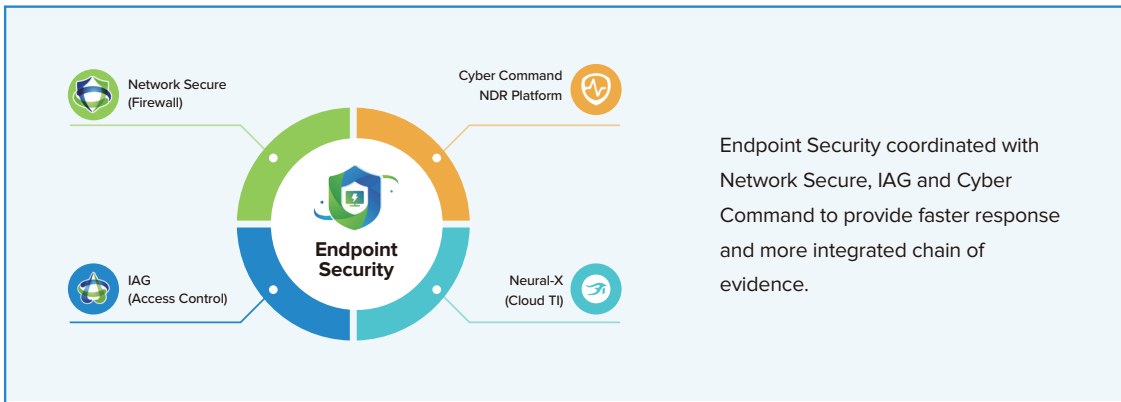 Network Secure
(Firewall)
Cyber Command
NDR Platform
Endpoint
Security
IAG
(Access Control)
Neural-X
(Cloud TI)
Endpoint Security coordinated with
Network Secure, IAG and Cyber
Command to provide faster response
and more integrated chain of
evidence.